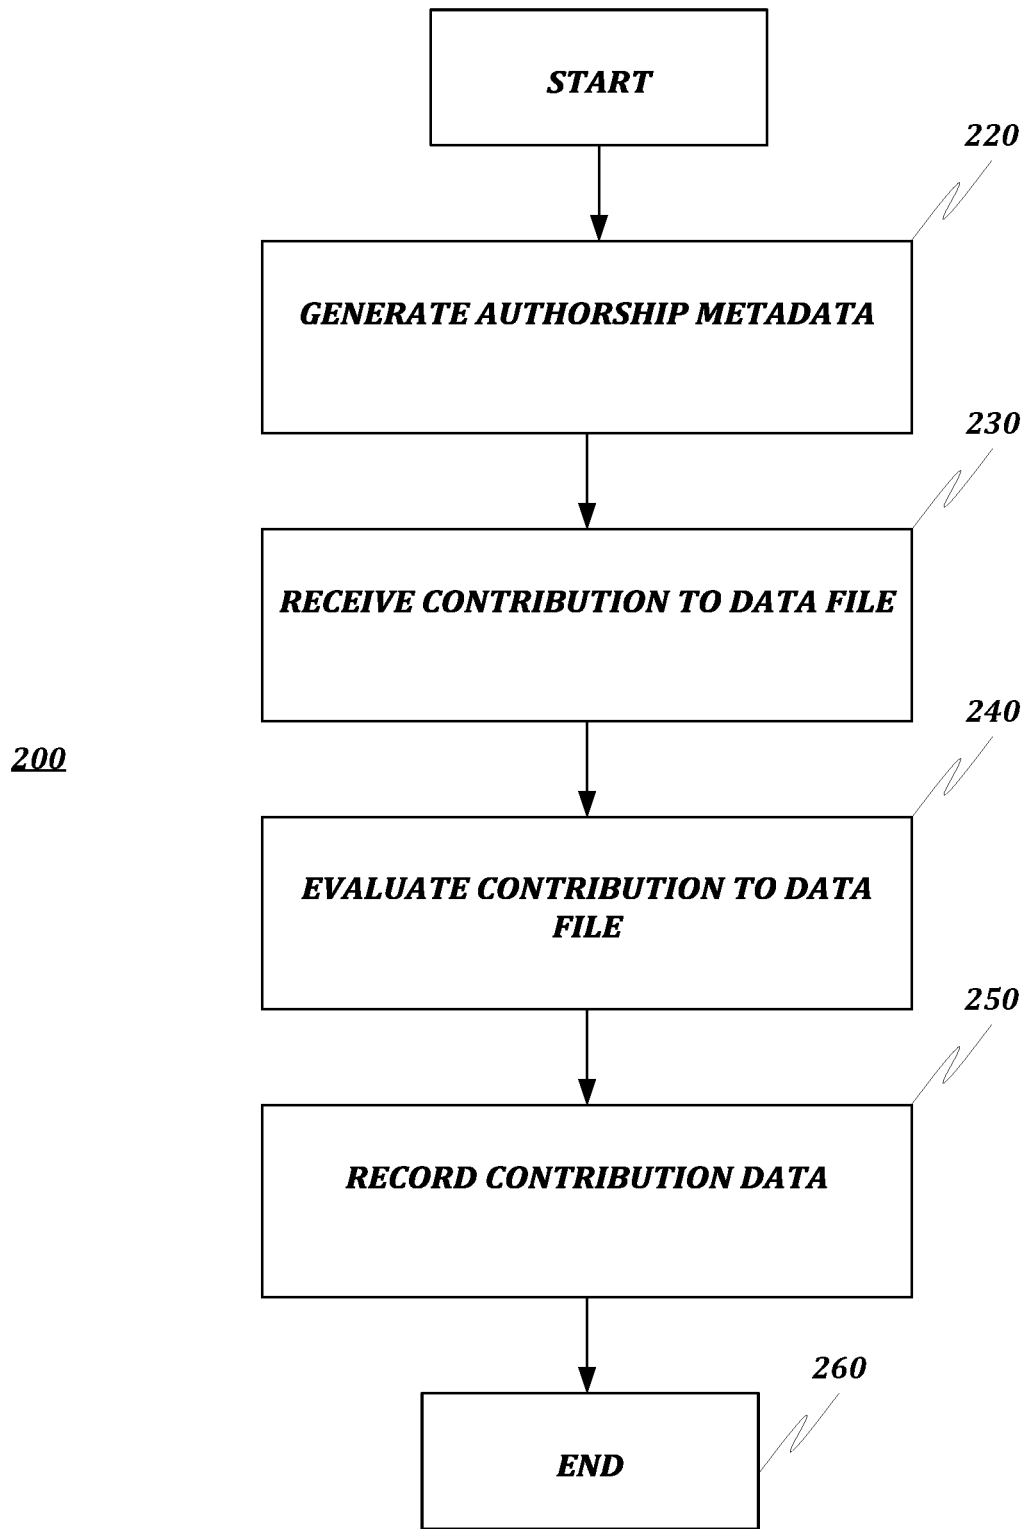 START
220
GENERATE AUTHORSHIP METADATA
230
RECEIVE CONTRIBUTION TO DATA FILE
240
200
EVALUATE CONTRIBUTION TO DATA
FILE
250
RECORD CONTRIBUTION DATA
260
END